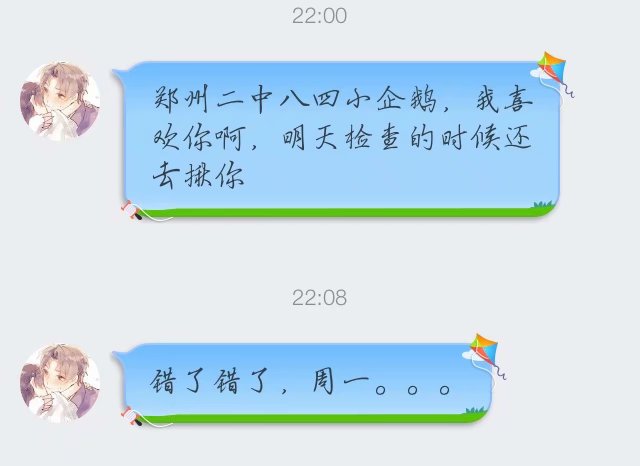 22:00
郑州二中八四小企鹅，我喜
欢你啊，明天检查的时候还
去揪你
22:08
错了错了，周一。。。